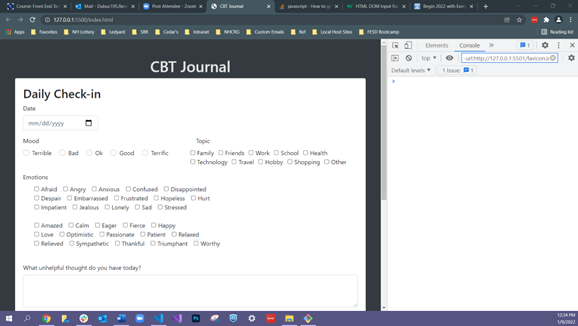 Course: Front End Te
Mail - Dubuc735,Renée
Post Attendee - Zoom
CBT Journal
javascript - How to g
HTML DOM Input Ra
Begin 2022 with Exerc
127.0.0.1:5500/index.html
Apps Favorites NH Lottery Ledyard SBR Cedar's Intranet NHCRG Custom Emails Ref Local Host Sites FESD Bootcamp Reading list
CBT Journal
Daily Check-in
Date
mm/dd/yyyy
Mood
Terrible Bad Ok Good Terrific
Topic
Family Friends Work School Health
Technology Travel Hobby Shopping Other
Emotions
Afraid Angry Anxious Confused Disappointed
Despair Embarrassed Frustrated Hopeless Hurt
Impatient Jealous Lonely Sad Stressed
Amazed Calm Eager Fierce Happy
Love Optimistic Passionate Patient Relaxed
Relieved Sympathetic Thankful Triumphant Worthy
What unhelpful thought do you have today?
Elements Console » 1
top -url:http://127.0.0.1:5501/favicon.i
Default levels 1 Issue: 1
12:34 PM
1/9/2022